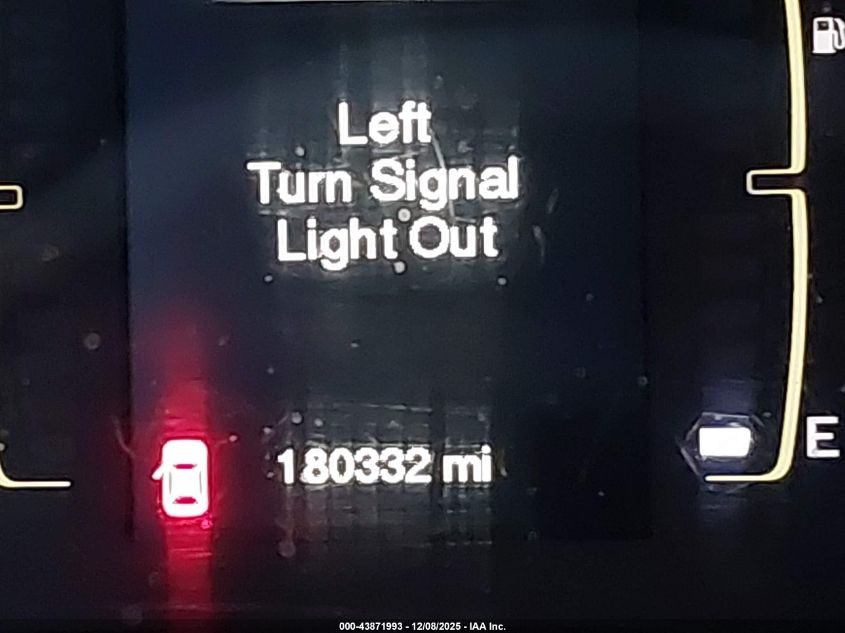 Left
Turn Signal
Light Out
180332 mi
E
000-43871993 - 12/08/2025 - IAA Inc.